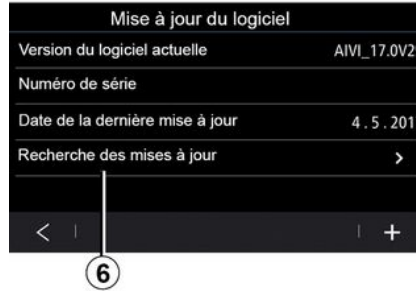 Mise à jour du logiciel
Version du logiciel actuelle AIVI_17.0V2
Numéro de série
Date de la dernière mise à jour 4.5.201
Recherche des mises à jour >
< +
6